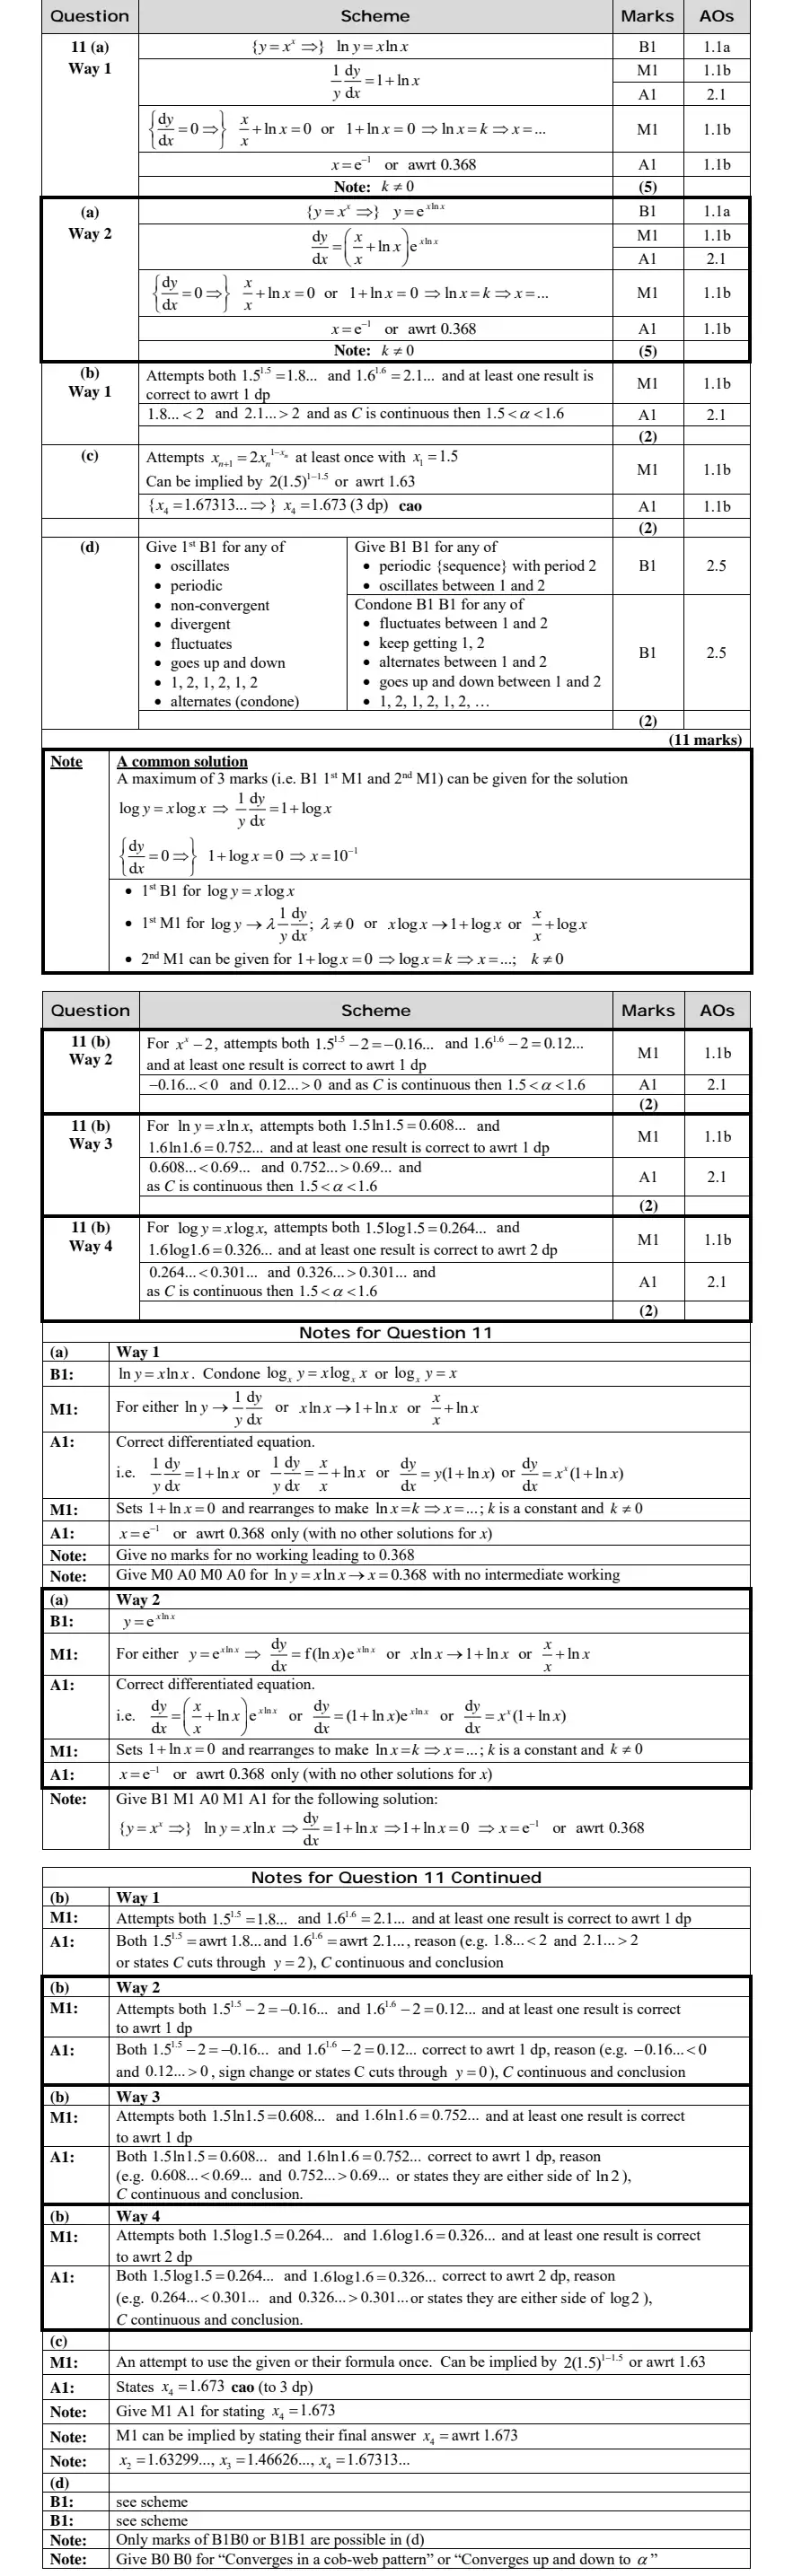 Question Scheme Marks AOs
11 (a) {y = xˣ ⇒} ln y = x ln x B1 1.1a
Way 1 1/y dy/dx = 1 + ln x M1 1.1b
A1 2.1
{dy/dx = 0 ⇒} x/x + ln x = 0 or 1 + ln x = 0 ⇒ ln x = k ⇒ x = ... M1 1.1b
x = e⁻¹ or awrt 0.368 A1 1.1b
Note: k ≠ 0 (5)
(a) {y = xˣ ⇒} y = e^(x ln x) B1 1.1a
Way 2 dy/dx = (x/x + ln x) e^(x ln x) M1 1.1b
A1 2.1
{dy/dx = 0 ⇒} x/x + ln x = 0 or 1 + ln x = 0 ⇒ ln x = k ⇒ x = ... M1 1.1b
x = e⁻¹ or awrt 0.368 A1 1.1b
Note: k ≠ 0 (5)
(b) Attempts both 1.5^1.5 = 1.8... and 1.6^1.6 = 2.1... and at least one result is M1 1.1b
Way 1 correct to awrt 1 dp
1.8... < 2 and 2.1... > 2 and as C is continuous then 1.5 < α < 1.6 A1 2.1
(2)
(c) Attempts xₙ₊₁ = 2xₙ^(1−xₙ) at least once with x₁ = 1.5 M1 1.1b
Can be implied by 2(1.5)^(1−1.5) or awrt 1.63
{x₄ = 1.67313... ⇒} x₄ = 1.673 (3 dp) cao A1 1.1b
(2)
(d) Give 1st B1 for any of
• oscillates
• periodic
• non-convergent
• divergent
• fluctuates
• goes up and down
• 1, 2, 1, 2, 1, 2
• alternates (condone)
Give B1 B1 for any of
• periodic {sequence} with period 2
• oscillates between 1 and 2
B1 2.5
Condone B1 B1 for any of
• fluctuates between 1 and 2
• keep getting 1, 2
• alternates between 1 and 2
• goes up and down between 1 and 2
• 1, 2, 1, 2, 1, 2, …
B1 2.5
(2)
(11 marks)
Note A common solution
A maximum of 3 marks (i.e. B1 1st M1 and 2nd M1) can be given for the solution
log y = x log x ⇒ 1/y dy/dx = 1 + log x
{dy/dx = 0 ⇒} 1 + log x = 0 ⇒ x = 10⁻¹
• 1st B1 for log y = x log x
• 1st M1 for log y → λ 1/y dy/dx; λ ≠ 0 or x log x → 1 + log x or x/x + log x
• 2nd M1 can be given for 1 + log x = 0 ⇒ log x = k ⇒ x = ...; k ≠ 0
Question Scheme Marks AOs
11 (b) For xˣ − 2, attempts both 1.5^1.5 − 2 = −0.16... and 1.6^1.6 − 2 = 0.12... M1 1.1b
Way 2 and at least one result is correct to awrt 1 dp
−0.16... < 0 and 0.12... > 0 and as C is continuous then 1.5 < α < 1.6 A1 2.1
(2)
11 (b) For ln y = x ln x, attempts both 1.5 ln 1.5 = 0.608... and M1 1.1b
Way 3 1.6 ln 1.6 = 0.752... and at least one result is correct to awrt 1 dp
0.608... < 0.69... and 0.752... > 0.69... and A1 2.1
as C is continuous then 1.5 < α < 1.6
(2)
11 (b) For log y = x log x, attempts both 1.5 log 1.5 = 0.264... and M1 1.1b
Way 4 1.6 log 1.6 = 0.326... and at least one result is correct to awrt 2 dp
0.264... < 0.301... and 0.326... > 0.301... and A1 2.1
as C is continuous then 1.5 < α < 1.6
(2)
Notes for Question 11
(a) Way 1
B1: ln y = x ln x. Condone logₓ y = x logₓ x or logₓ y = x
M1: For either ln y → 1/y dy/dx or x ln x → 1 + ln x or x/x + ln x
A1: Correct differentiated equation.
i.e. 1/y dy/dx = 1 + ln x or 1/y dy/dx = x/x + ln x or dy/dx = y(1 + ln x) or dy/dx = xˣ(1 + ln x)
M1: Sets 1 + ln x = 0 and rearranges to make ln x = k ⇒ x = ...; k is a constant and k ≠ 0
A1: x = e⁻¹ or awrt 0.368 only (with no other solutions for x)
Note: Give no marks for no working leading to 0.368
Note: Give M0 A0 M0 A0 for ln y = x ln x → x = 0.368 with no intermediate working
(a) Way 2
B1: y = e^(x ln x)
M1: For either y = e^(x ln x) ⇒ dy/dx = f(ln x) e^(x ln x) or x ln x → 1 + ln x or x/x + ln x
A1: Correct differentiated equation.
i.e. dy/dx = (x/x + ln x) e^(x ln x) or dy/dx = (1 + ln x) e^(x ln x) or dy/dx = xˣ(1 + ln x)
M1: Sets 1 + ln x = 0 and rearranges to make ln x = k ⇒ x = ...; k is a constant and k ≠ 0
A1: x = e⁻¹ or awrt 0.368 only (with no other solutions for x)
Note: Give B1 M1 A0 M1 A1 for the following solution:
{y = xˣ ⇒} ln y = x ln x ⇒ dy/dx = 1 + ln x ⇒ 1 + ln x = 0 ⇒ x = e⁻¹ or awrt 0.368
Notes for Question 11 Continued
(b) Way 1
M1: Attempts both 1.5^1.5 = 1.8... and 1.6^1.6 = 2.1... and at least one result is correct to awrt 1 dp
A1: Both 1.5^1.5 = awrt 1.8... and 1.6^1.6 = awrt 2.1..., reason (e.g. 1.8... < 2 and 2.1... > 2
or states C cuts through y = 2), C continuous and conclusion
(b) Way 2
M1: Attempts both 1.5^1.5 − 2 = −0.16... and 1.6^1.6 − 2 = 0.12... and at least one result is correct
to awrt 1 dp
A1: Both 1.5^1.5 − 2 = −0.16... and 1.6^1.6 − 2 = 0.12... correct to awrt 1 dp, reason (e.g. −0.16... < 0
and 0.12... > 0, sign change or states C cuts through y = 0), C continuous and conclusion
(b) Way 3
M1: Attempts both 1.5 ln 1.5 = 0.608... and 1.6 ln 1.6 = 0.752... and at least one result is correct
to awrt 1 dp
A1: Both 1.5 ln 1.5 = 0.608... and 1.6 ln 1.6 = 0.752... correct to awrt 1 dp, reason
(e.g. 0.608... < 0.69... and 0.752... > 0.69... or states they are either side of ln 2),
C continuous and conclusion.
(b) Way 4
M1: Attempts both 1.5 log 1.5 = 0.264... and 1.6 log 1.6 = 0.326... and at least one result is correct
to awrt 2 dp
A1: Both 1.5 log 1.5 = 0.264... and 1.6 log 1.6 = 0.326... correct to awrt 2 dp, reason
(e.g. 0.264... < 0.301... and 0.326... > 0.301... or states they are either side of log 2),
C continuous and conclusion.
(c)
M1: An attempt to use the given or their formula once. Can be implied by 2(1.5)^(1−1.5) or awrt 1.63
A1: States x₄ = 1.673 cao (to 3 dp)
Note: Give M1 A1 for stating x₄ = 1.673
Note: M1 can be implied by stating their final answer x₄ = awrt 1.673
Note: x₂ = 1.63299..., x₃ = 1.46626..., x₄ = 1.67313...
(d)
B1: see scheme
B1: see scheme
Note: Only marks of B1B0 or B1B1 are possible in (d)
Note: Give B0 B0 for “Converges in a cob-web pattern” or “Converges up and down to α”